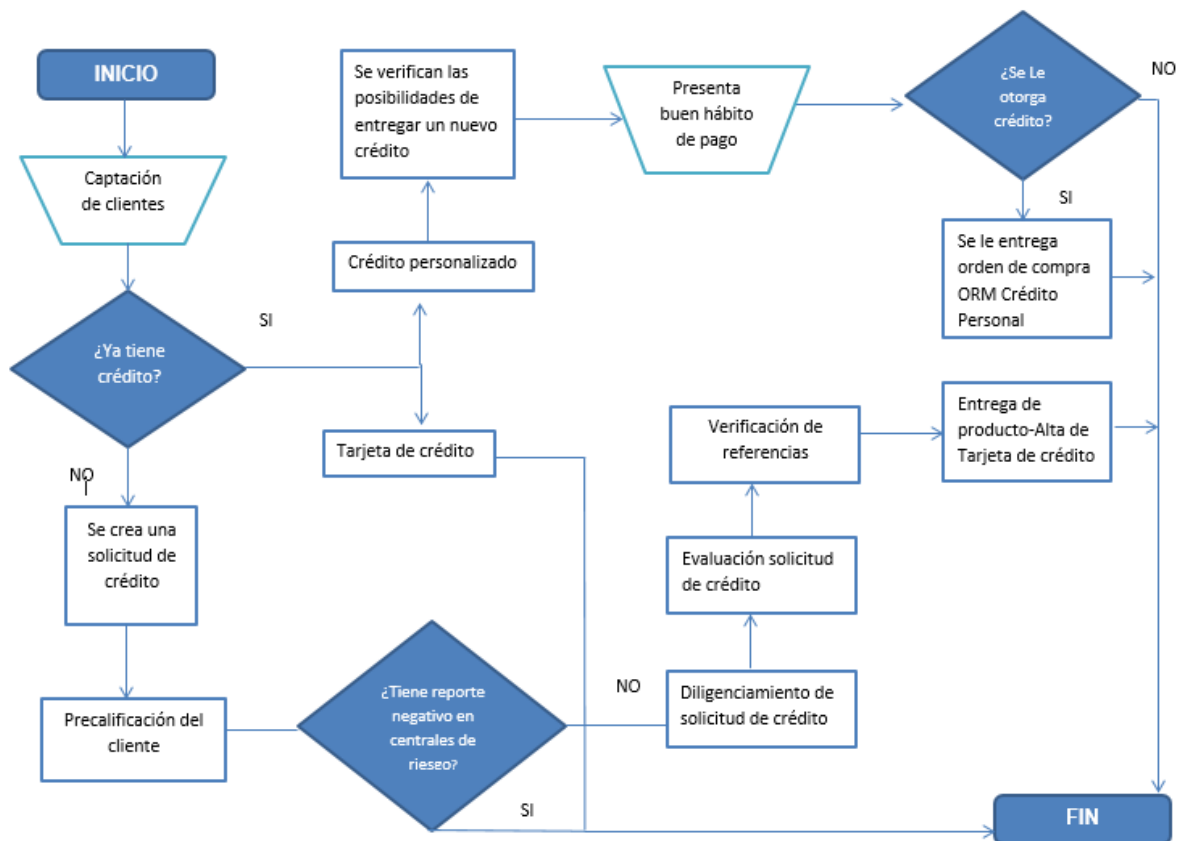 INICIO
Captación
de clientes
¿Ya tiene
crédito?
SI
NO
Se crea una
solicitud de
crédito
Precalificación del
cliente
Se verifican las
posibilidades de
entregar un nuevo
crédito
Crédito personalizado
Tarjeta de crédito
Presenta
buen hábito
de pago
¿Se Le
otorga
crédito?
NO
SI
Se le entrega
orden de compra
ORM Crédito
Personal
Entrega de
producto-Alta de
Tarjeta de crédito
Verificación de
referencias
Evaluación solicitud
de crédito
Diligenciamiento de
solicitud de crédito
NO
¿Tiene reporte
negativo en
centrales de
riesgo?
SI
FIN